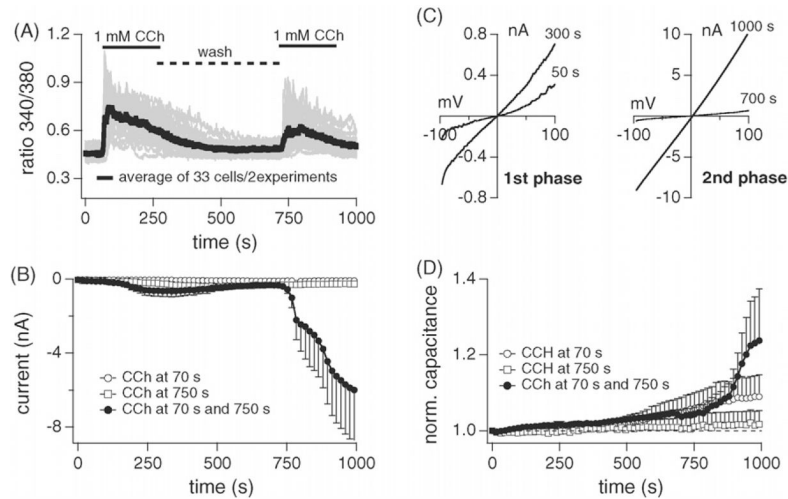 (A)
1 mM CCh
1 mM CCh
wash
1.2
0.9
0.6
0.3
ratio 340/380
average of 33 cells/2experiments
0 250 500 750 1000
time (s)
(B)
0
-2
-4
-6
-8
current (nA)
CCh at 70 s
CCh at 750 s
CCh at 70 s and 750 s
0 250 500 750 1000
time (s)
(C)
nA
300 s
0.8
0.4
50 s
mV
-100
100
-0.4
-0.8
1st phase
nA
1000 s
10
5
700 s
mV
-100
100
-5
-10
2nd phase
(D)
1.4
1.2
1.0
norm. capacitance
CCH at 70 s
CCH at 750 s
CCh at 70 s and 750 s
0 250 500 750 1000
time (s)